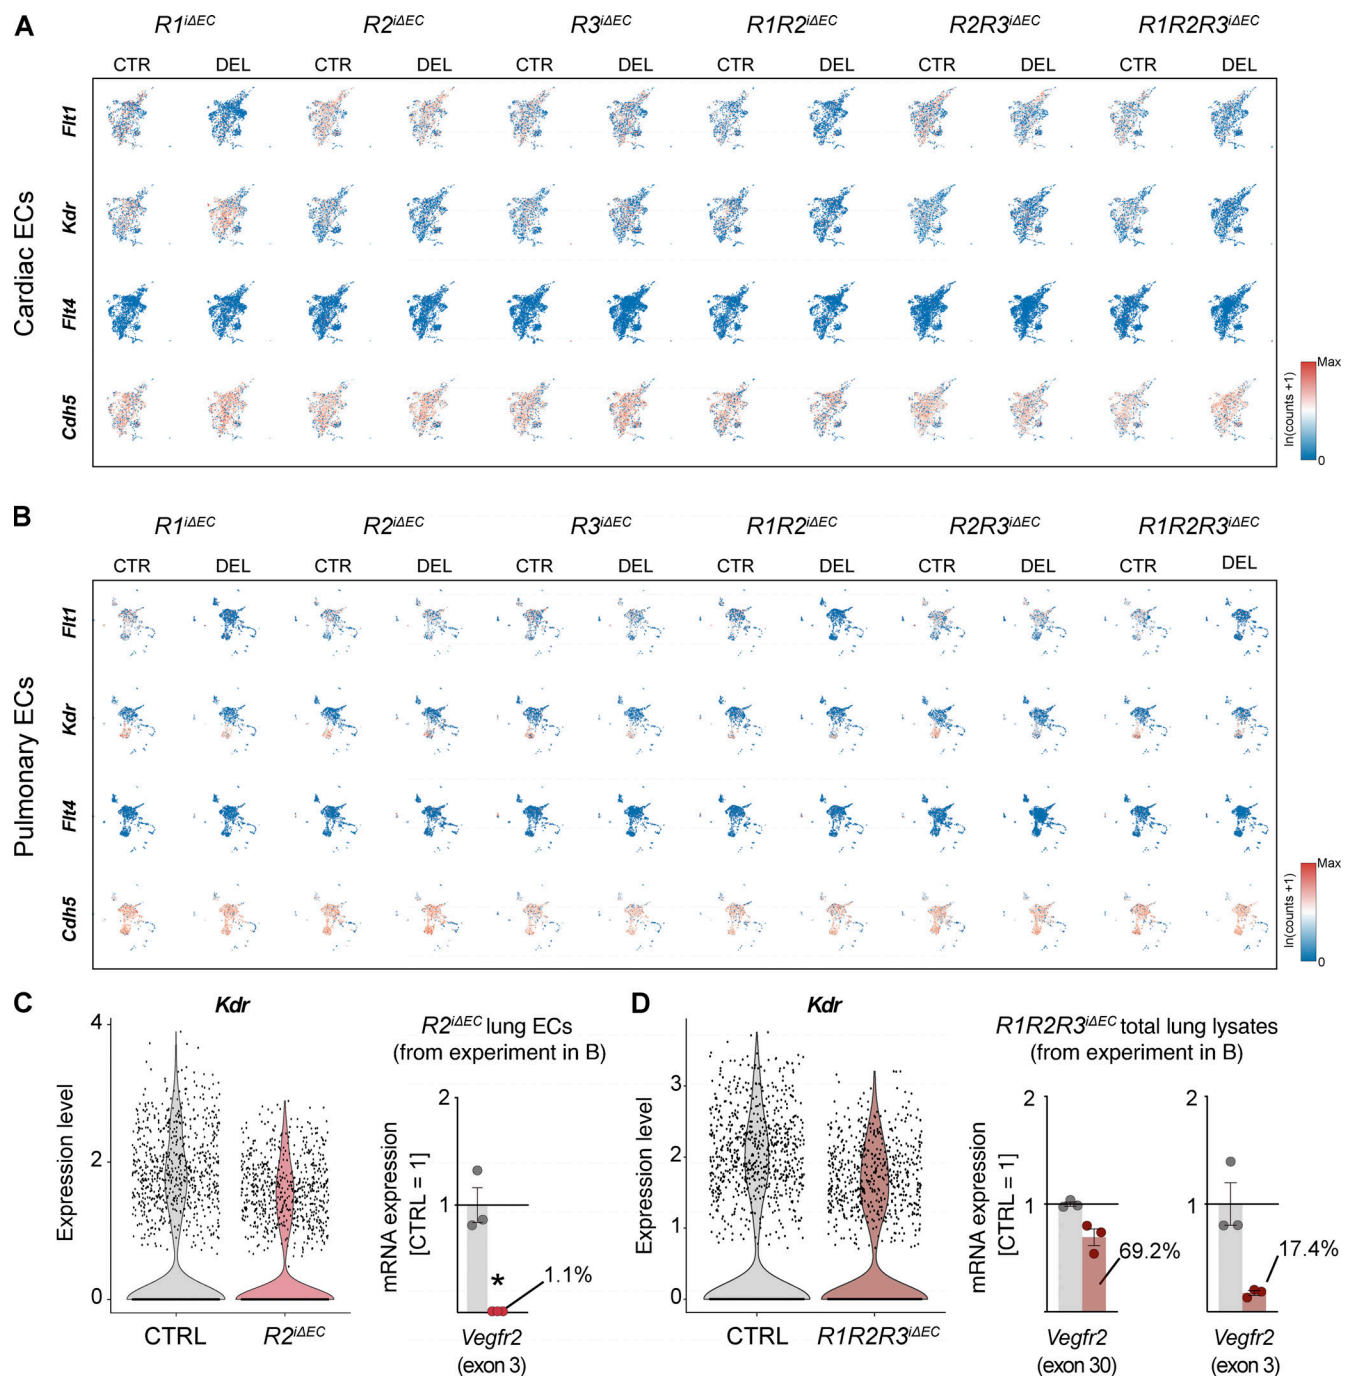 A
R1iΔEC R2iΔEC R3iΔEC R1R2iΔEC R2R3iΔEC R1R2R3iΔEC
CTR DEL CTR DEL CTR DEL CTR DEL CTR DEL CTR DEL
Cardiac ECs
Flt1
Kdr
Flt4
Cdh5
ln(counts +1)
Max
0
B
R1iΔEC R2iΔEC R3iΔEC R1R2iΔEC R2R3iΔEC R1R2R3iΔEC
CTR DEL CTR DEL CTR DEL CTR DEL CTR DEL CTR DEL
Pulmonary ECs
Flt1
Kdr
Flt4
Cdh5
ln(counts +1)
Max
0
C
Kdr
Expression level
4
2
0
CTRL R2iΔEC
R2iΔEC lung ECs
(from experiment in B)
mRNA expression
[CTRL = 1]
2
1
*
1.1%
Vegfr2
(exon 3)
D
Kdr
Expression level
3
2
1
0
CTRL R1R2R3iΔEC
R1R2R3iΔEC total lung lysates
(from experiment in B)
mRNA expression
[CTRL = 1]
2
1
69.2%
Vegfr2
(exon 30)
2
1
17.4%
Vegfr2
(exon 3)